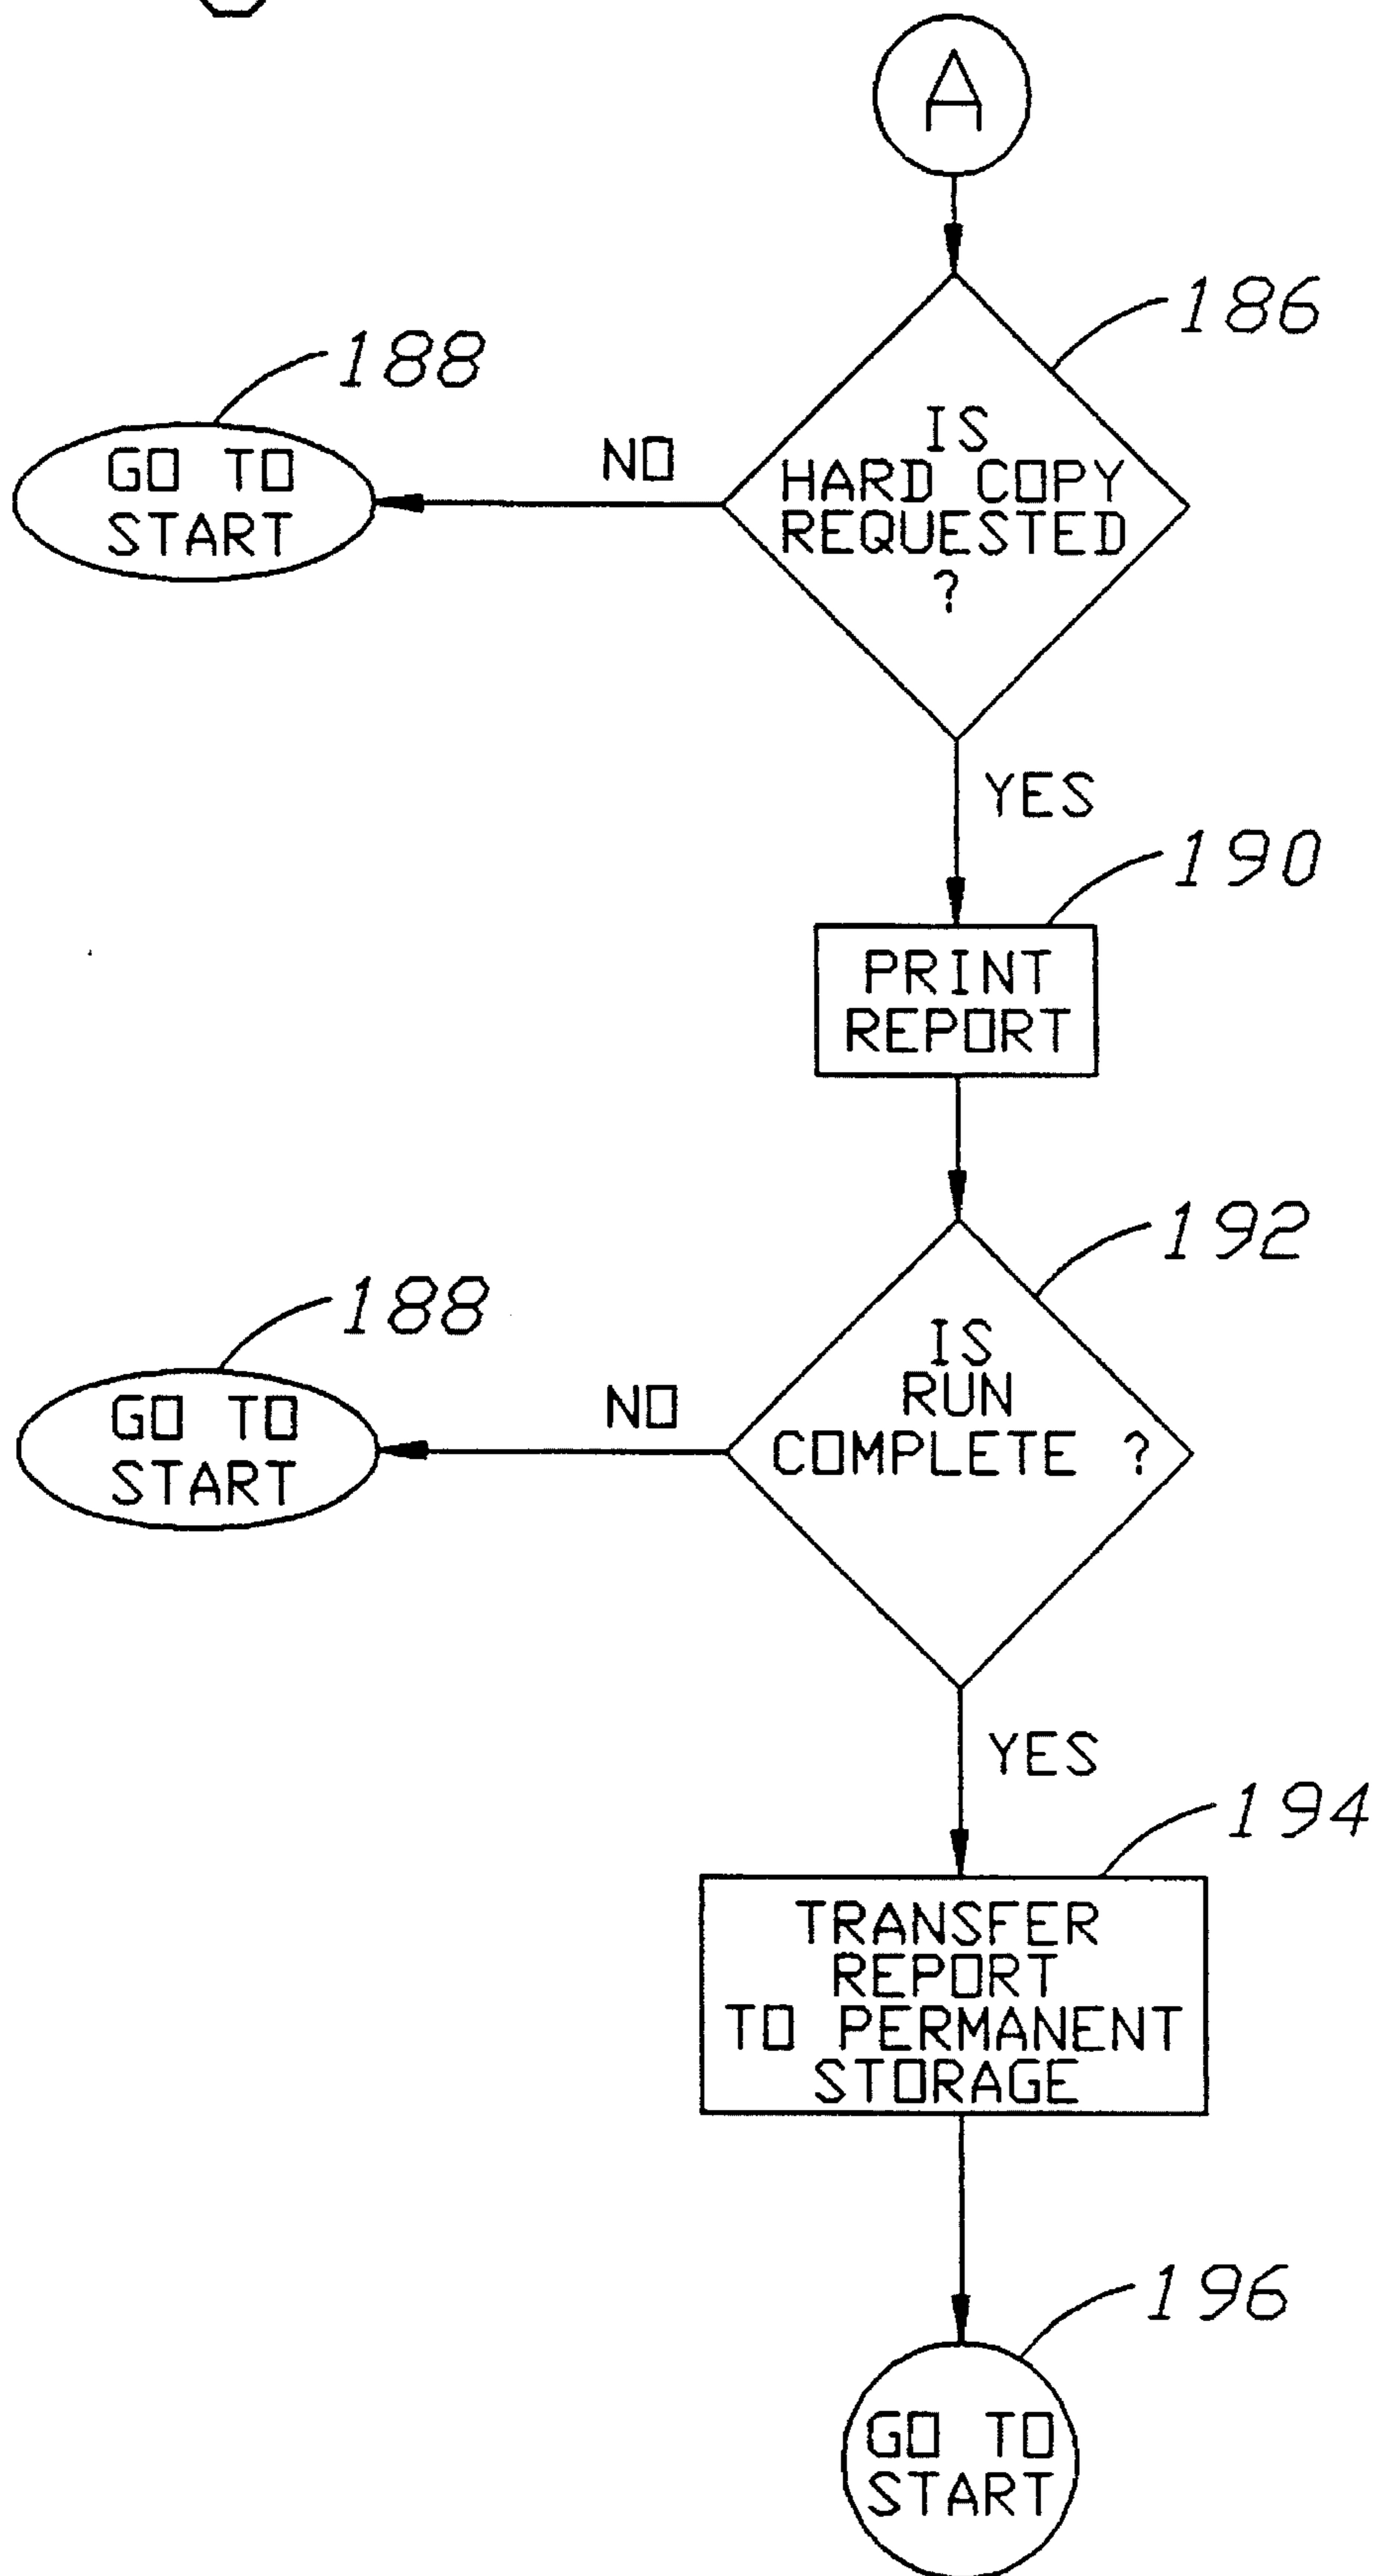 A
186
188
IS
HARD COPY
REQUESTED
?
NO
GO TO
START
YES
190
PRINT
REPORT
192
188
IS
RUN
COMPLETE ?
NO
GO TO
START
YES
194
TRANSFER
REPORT
TO PERMANENT
STORAGE
196
GO TO
START